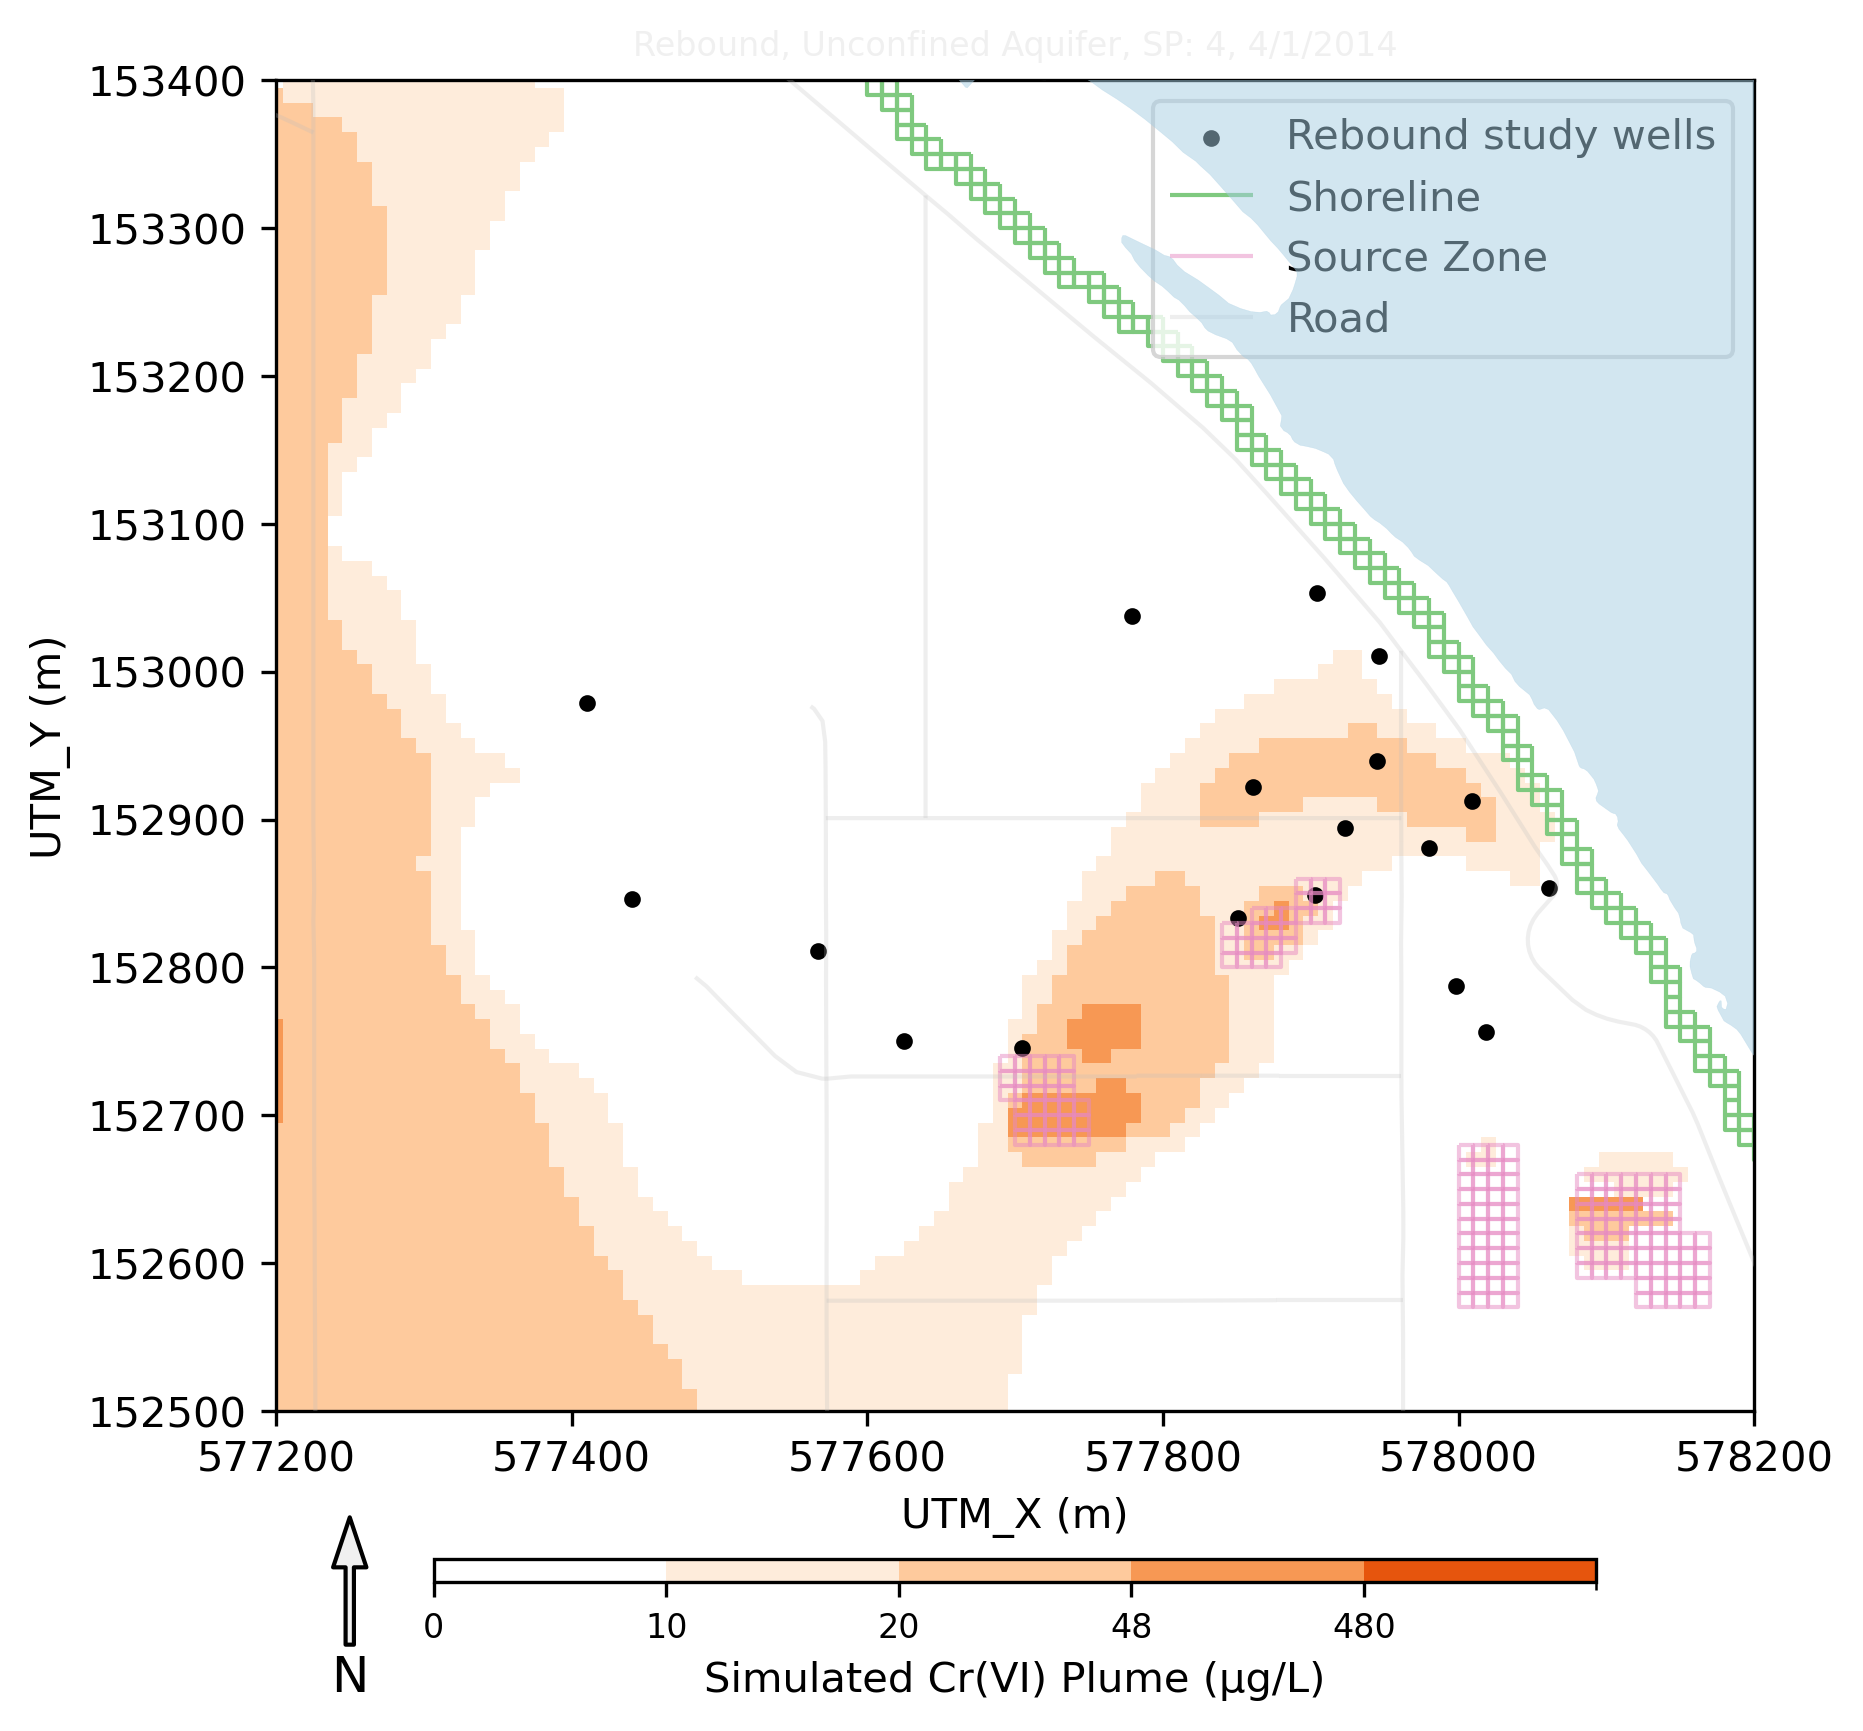 Rebound, Unconfined Aquifer, SP: 4, 4/1/2014
153400
153300
153200
153100
153000
152900
152800
152700
152600
152500
UTM_Y (m)
Rebound study wells
Shoreline
Source Zone
Road
577200 577400 577600 577800 578000 578200
UTM_X (m)
N
0 10 20 48 480
Simulated Cr(VI) Plume (μg/L)